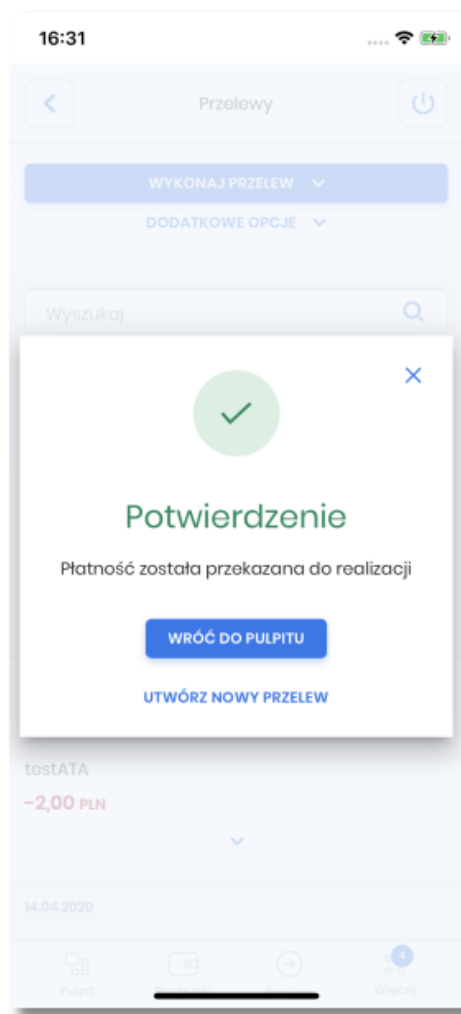 16:31
Przelewy
WYKONAJ PRZELEW
DODATKOWE OPCJE
Wyszukaj
Potwierdzenie
Płatność została przekazana do realizacji
WRÓĆ DO PULPITU
UTWÓRZ NOWY PRZELEW
testATA
-2,00 PLN
14.04.2020
4
Pulpit
Więcej